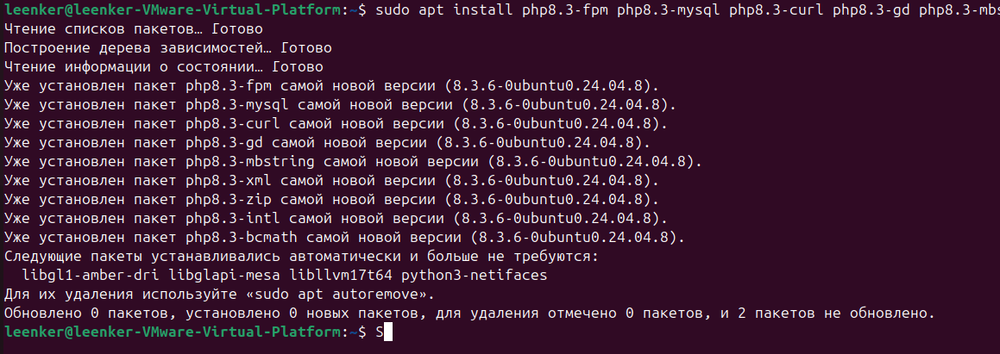 leenker@leenker-VMware-Virtual-Platform:~$ sudo apt install php8.3-fpm php8.3-mysql php8.3-curl php8.3-gd php8.3-mbs
Чтение списков пакетов… Готово
Построение дерева зависимостей… Готово
Чтение информации о состоянии… Готово
Уже установлен пакет php8.3-fpm самой новой версии (8.3.6-0ubuntu0.24.04.8).
Уже установлен пакет php8.3-mysql самой новой версии (8.3.6-0ubuntu0.24.04.8).
Уже установлен пакет php8.3-curl самой новой версии (8.3.6-0ubuntu0.24.04.8).
Уже установлен пакет php8.3-gd самой новой версии (8.3.6-0ubuntu0.24.04.8).
Уже установлен пакет php8.3-mbstring самой новой версии (8.3.6-0ubuntu0.24.04.8).
Уже установлен пакет php8.3-xml самой новой версии (8.3.6-0ubuntu0.24.04.8).
Уже установлен пакет php8.3-zip самой новой версии (8.3.6-0ubuntu0.24.04.8).
Уже установлен пакет php8.3-intl самой новой версии (8.3.6-0ubuntu0.24.04.8).
Уже установлен пакет php8.3-bcmath самой новой версии (8.3.6-0ubuntu0.24.04.8).
Следующие пакеты устанавливались автоматически и больше не требуются:
  libgl1-amber-dri libglapi-mesa libllvm17t64 python3-netifaces
Для их удаления используйте «sudo apt autoremove».
Обновлено 0 пакетов, установлено 0 новых пакетов, для удаления отмечено 0 пакетов, и 2 пакетов не обновлено.
leenker@leenker-VMware-Virtual-Platform:~$ S